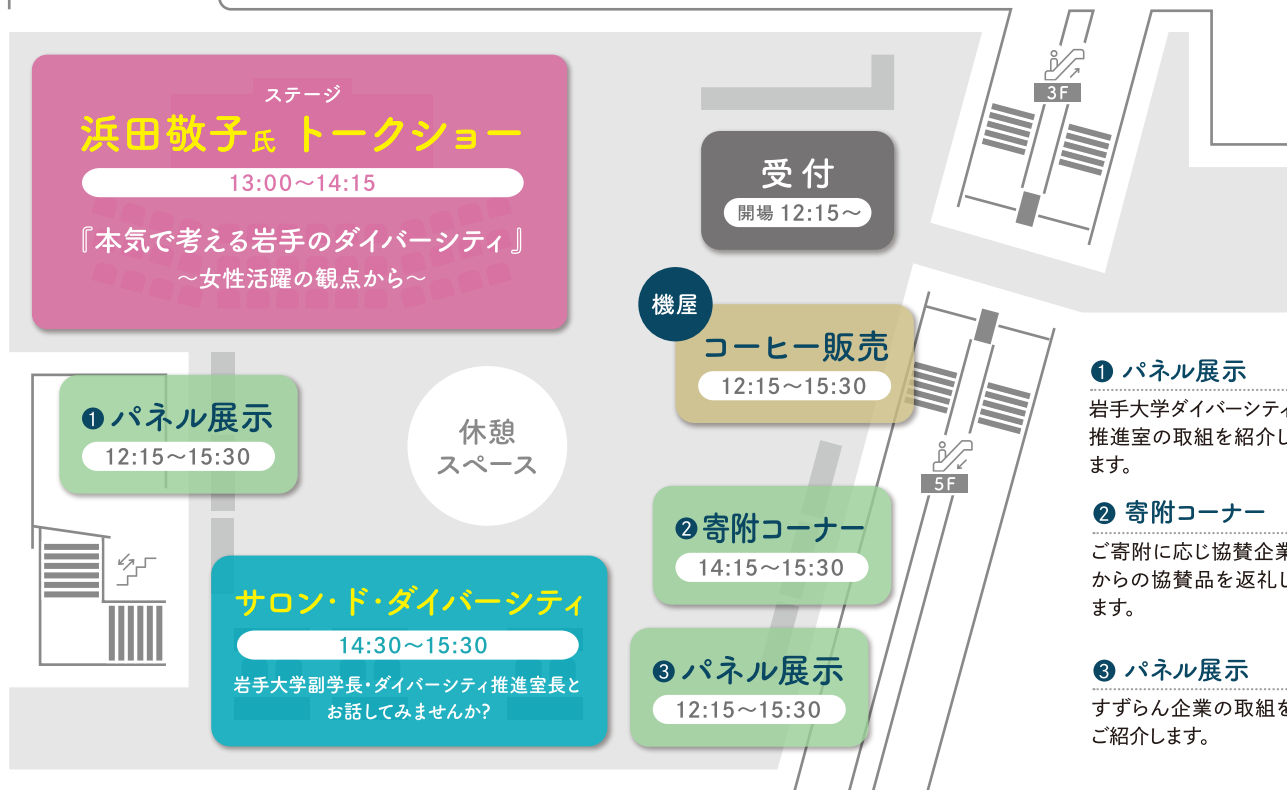 ステージ
浜田敬子氏 トークショー
13:00～14:15
『本気で考える岩手のダイバーシティ』
～女性活躍の観点から～
受付
開場 12:15～
3F
機屋
コーヒー販売
12:15～15:30
❶ パネル展示
12:15～15:30
休憩
スペース
5F
❷ 寄附コーナー
14:15～15:30
サロン・ド・ダイバーシティ
14:30～15:30
岩手大学副学長・ダイバーシティ推進室長と
お話してみませんか?
❸ パネル展示
12:15～15:30
❶ パネル展示
岩手大学ダイバーシティ
推進室の取組を紹介し
ます。
❷ 寄附コーナー
ご寄附に応じ協賛企業
からの協賛品を返礼し
ます。
❸ パネル展示
すずらん企業の取組を
ご紹介します。